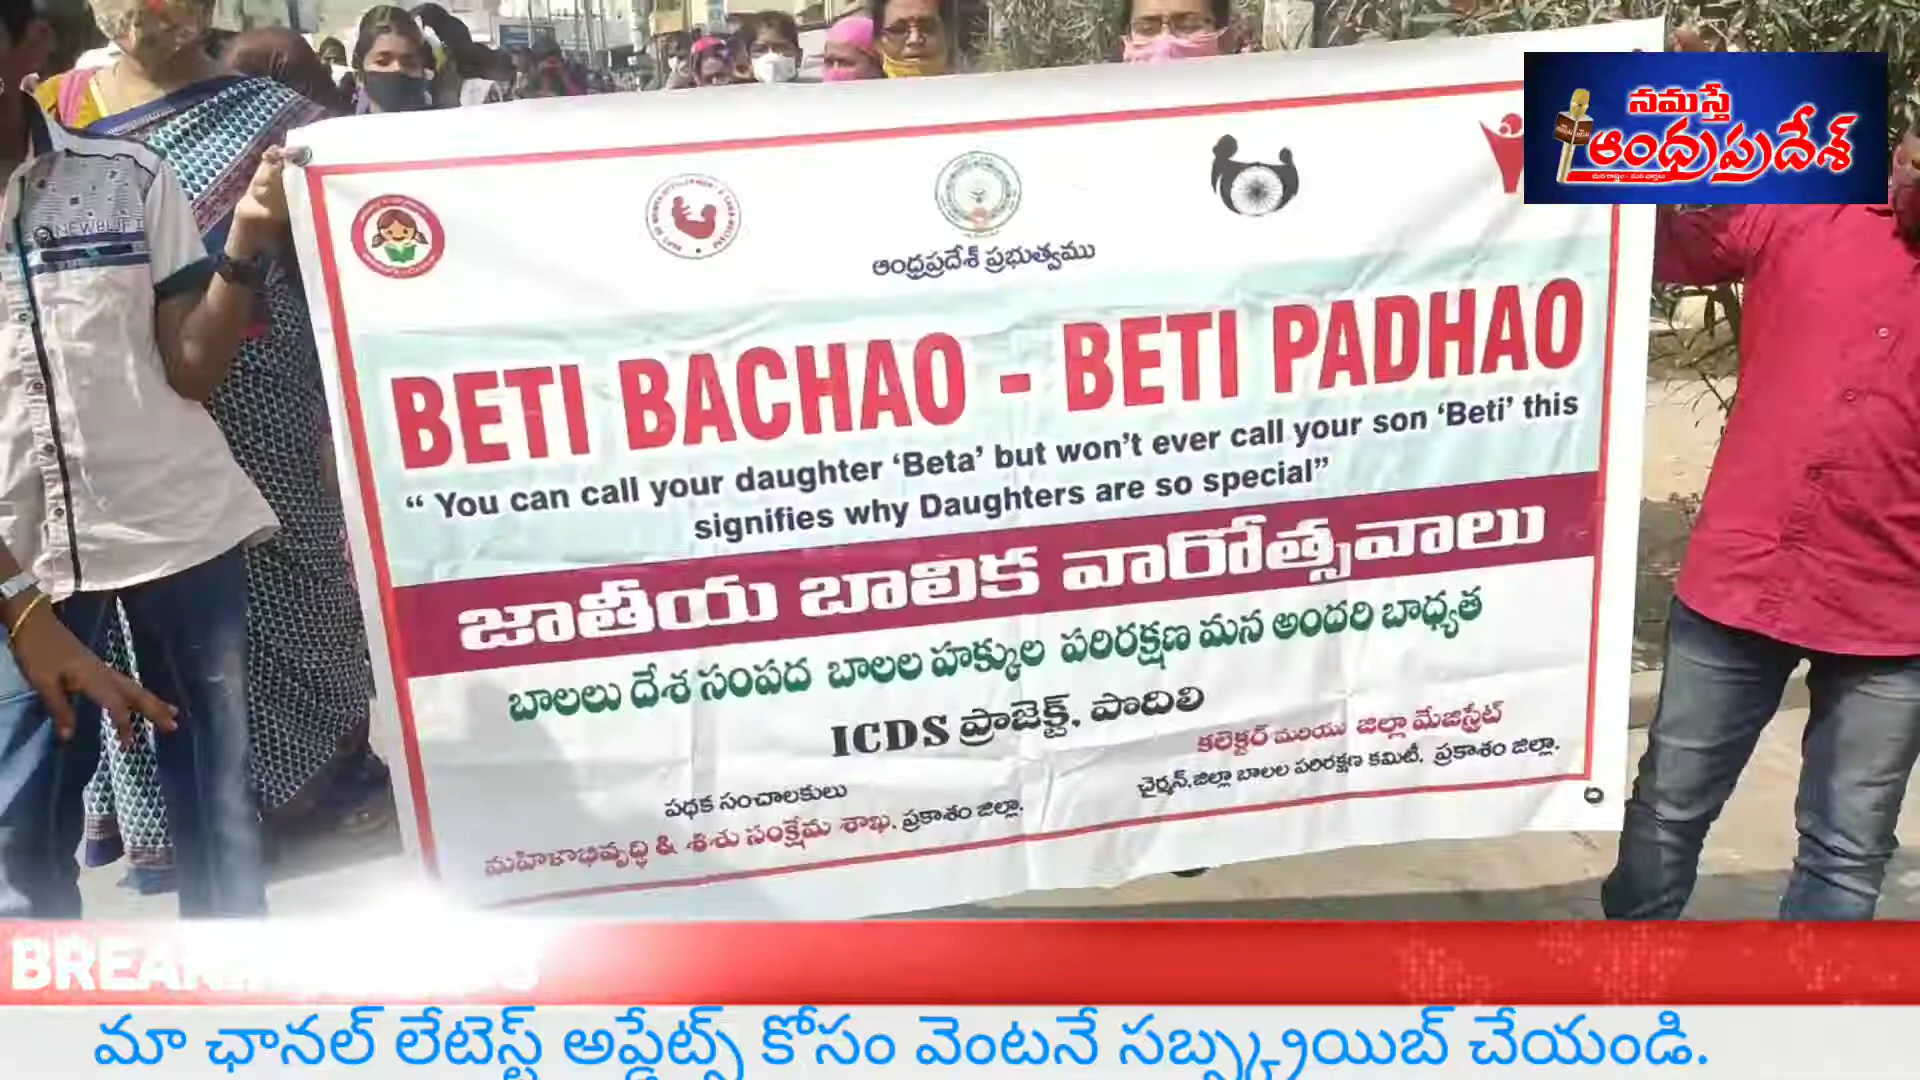 నమస్తే
ఆంధ్రప్రదేశ్
ఆంధ్రప్రదేశ్ ప్రభుత్వము
BETI BACHAO - BETI PADHAO
“ You can call your daughter ‘Beta’ but won’t ever call your son ‘Beti’ this
signifies why Daughters are so special”
జాతీయ బాలిక వారోత్సవాలు
బాలలు దేశ సంపద బాలల హక్కుల పరిరక్షణ మన అందరి బాధ్యత
ICDS ప్రాజెక్ట్, పొదిలి
పథక సంచాలకులు
మహిళాభివృద్ధి & శిశు సంక్షేమ శాఖ, ప్రకాశం జిల్లా.
కలెక్టర్ మరియు జిల్లా మేజిస్ట్రేట్
చైర్మన్, జిల్లా బాలల పరిరక్షణ కమిటీ, ప్రకాశం జిల్లా.
మా ఛానల్ లేటెస్ట్ అప్డేట్స్ కోసం వెంటనే సబ్స్క్రయిబ్ చేయండి.